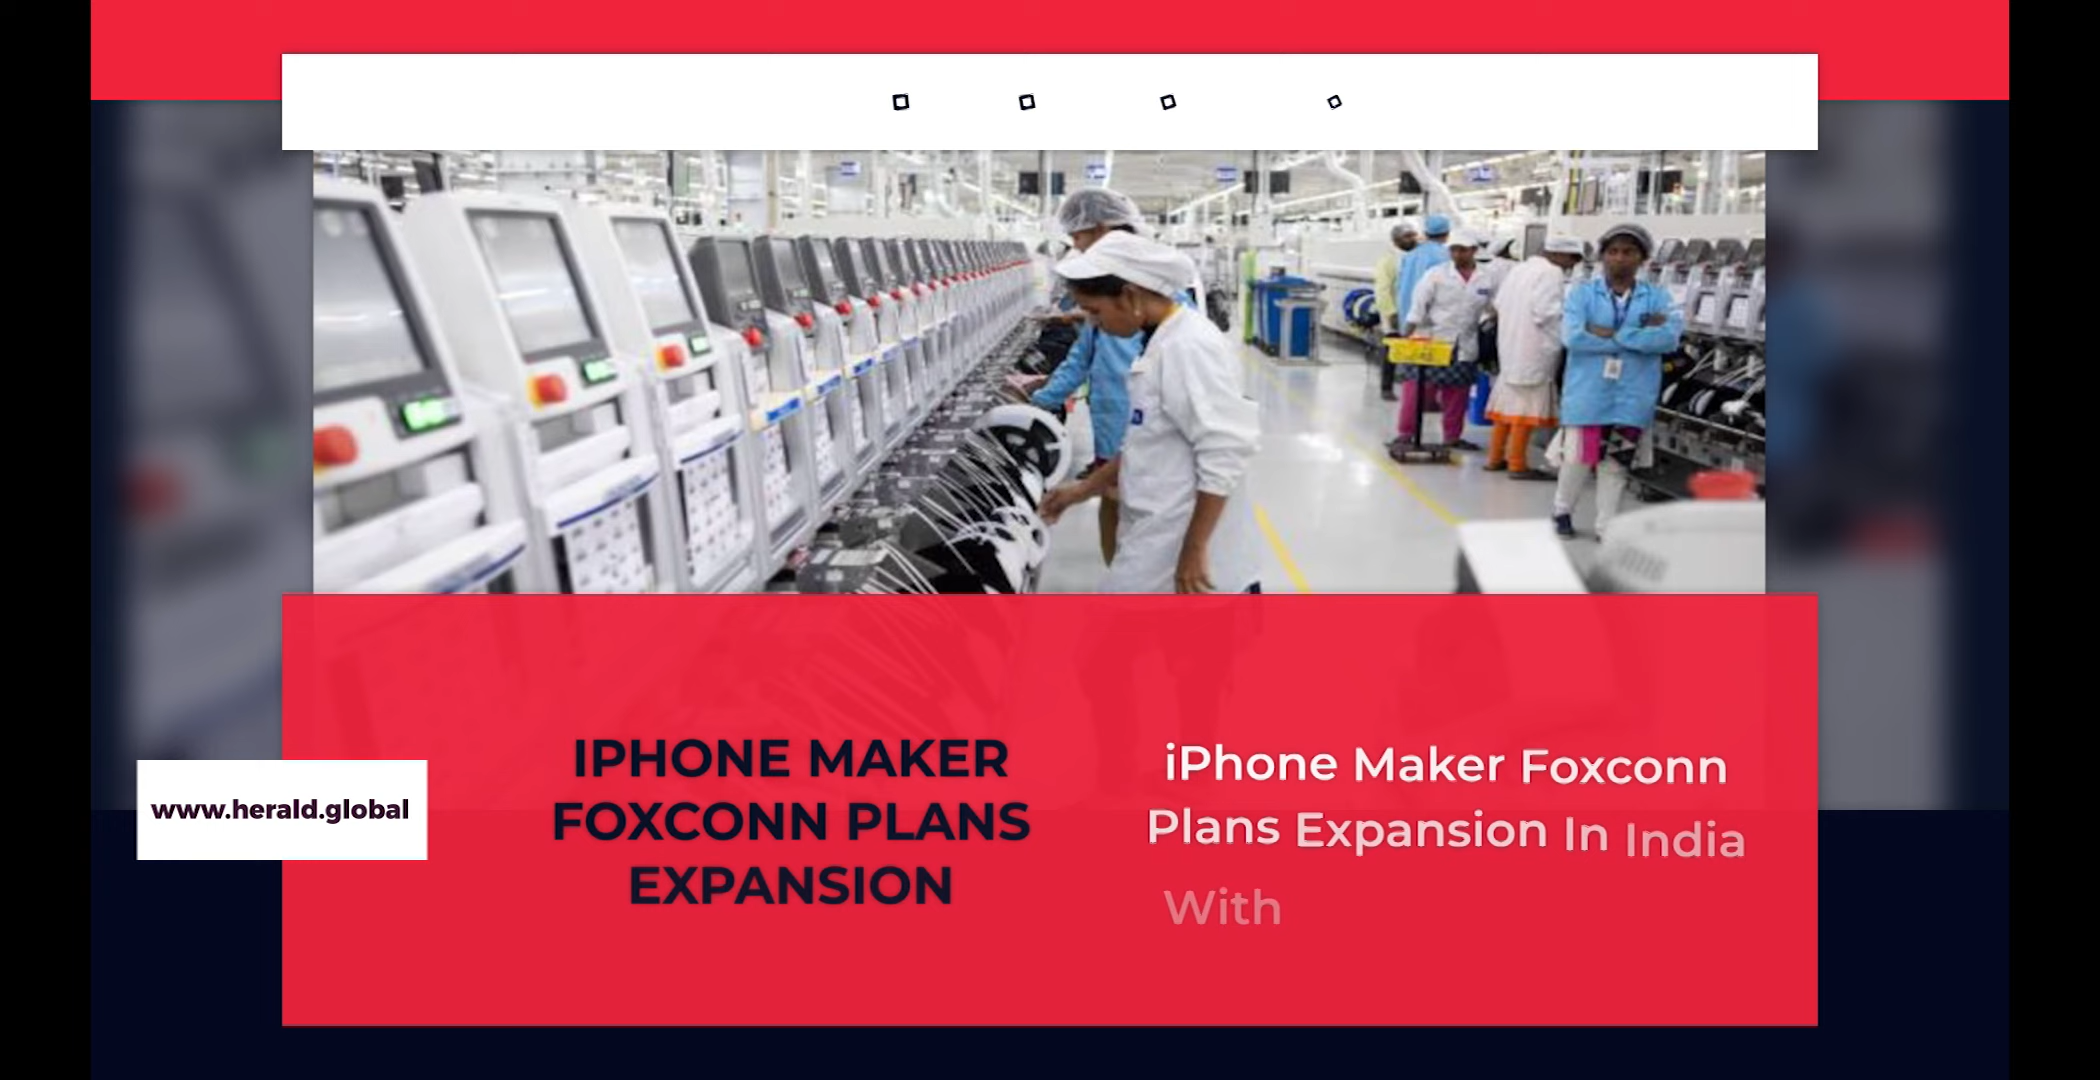 IPHONE MAKER
FOXCONN PLANS
EXPANSION
iPhone Maker Foxconn
Plans Expansion In India
With
www.herald.global